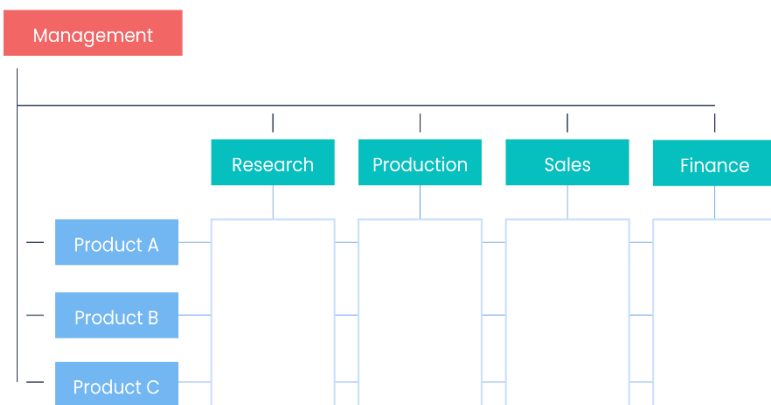 Management
Research
Production
Sales
Finance
Product A
Product B
Product C